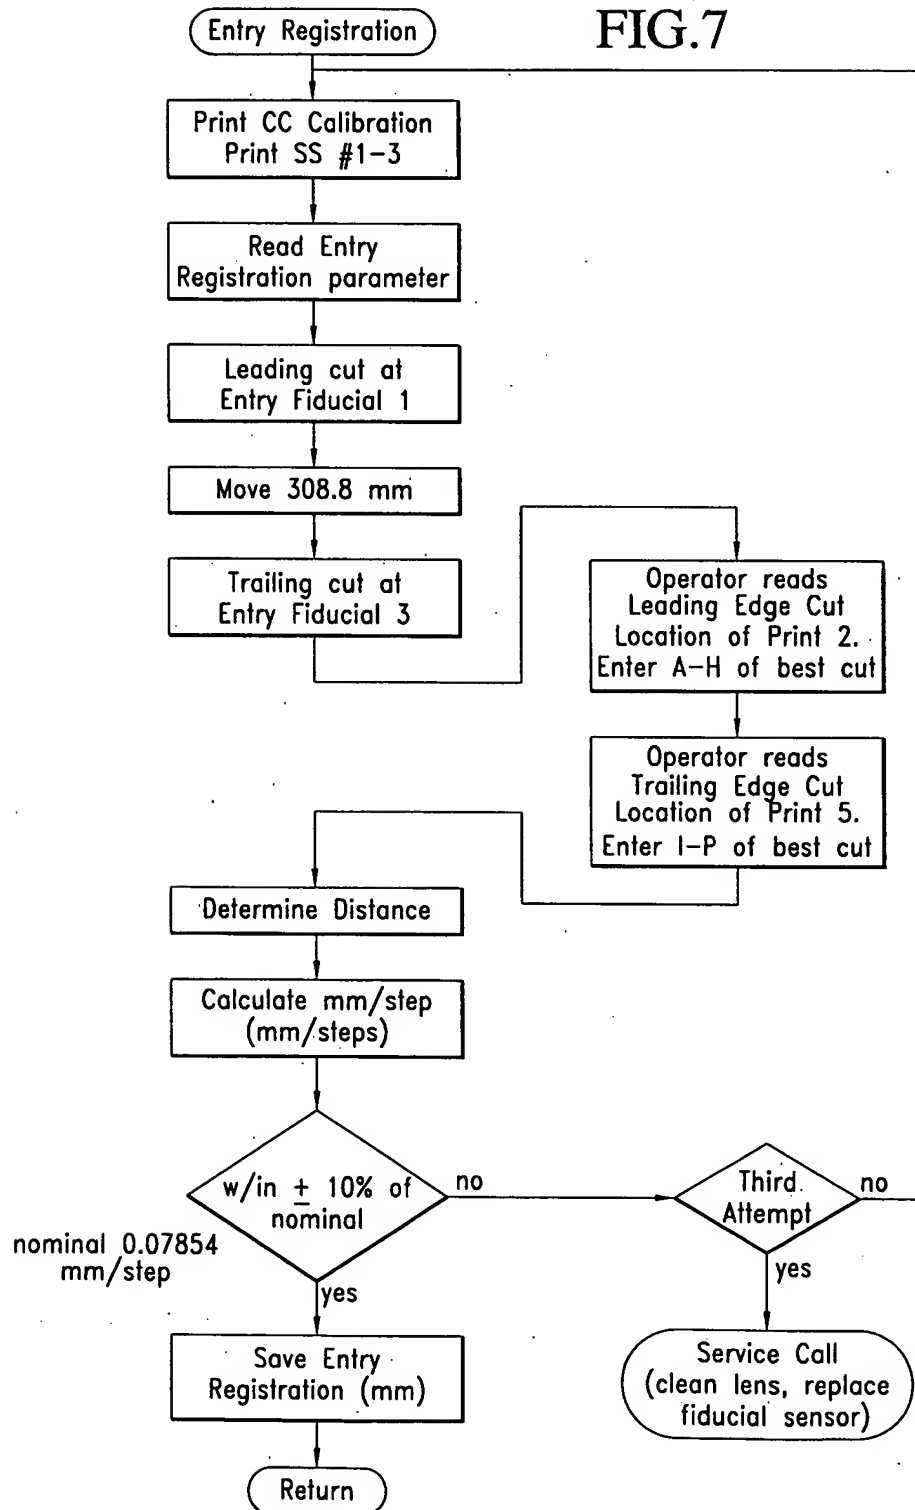 FIG.7
Entry Registration
Print CC Calibration
Print SS #1-3
Read Entry
Registration parameter
Leading cut at
Entry Fiducial 1
Move 308.8 mm
Trailing cut at
Entry Fiducial 3
Operator reads
Leading Edge Cut
Location of Print 2.
Enter A-H of best cut
Operator reads
Trailing Edge Cut
Location of Print 5.
Enter I-P of best cut
Determine Distance
Calculate mm/step
(mm/steps)
w/in ± 10% of
nominal
no
nominal 0.07854
mm/step
yes
Third
Attempt
no
yes
Save Entry
Registration (mm)
Service Call
(clean lens, replace
fiducial sensor)
Return